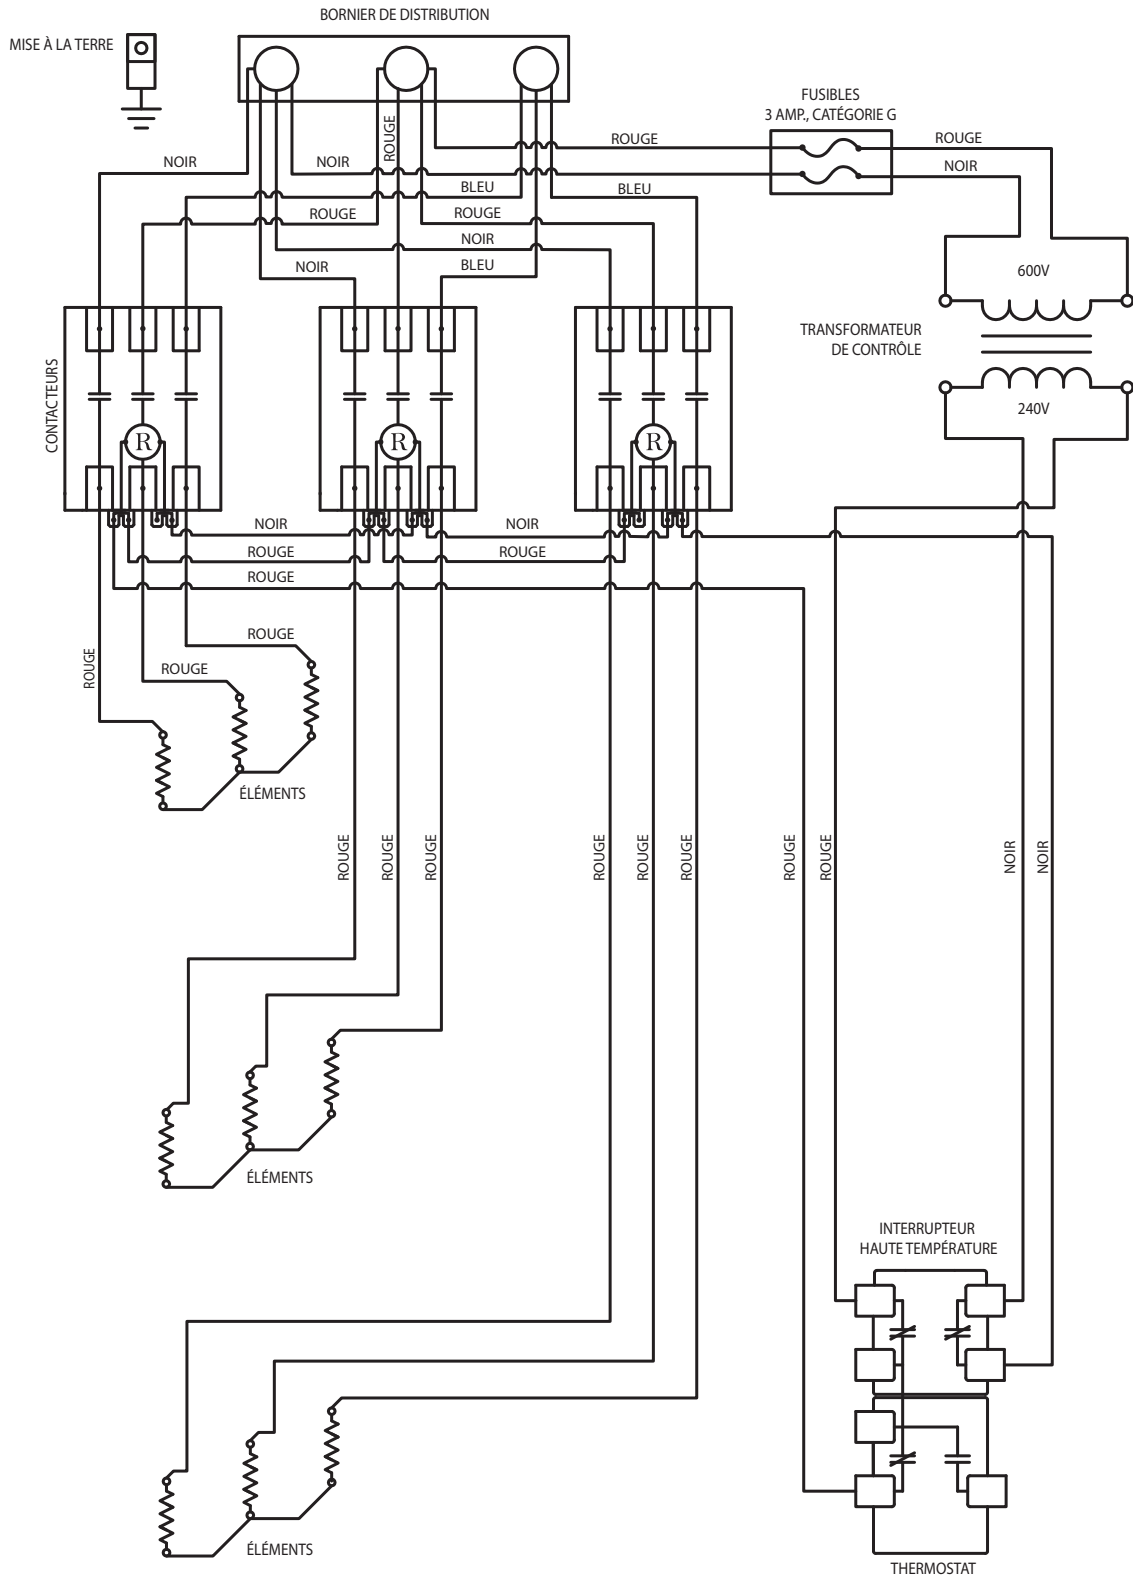 BORNIER DE DISTRIBUTION
MISE À LA TERRE
FUSIBLES
3 AMP., CATÉGORIE G
ROUGE
ROUGE
ROUGE
NOIR
NOIR
NOIR
BLEU
BLEU
ROUGE
ROUGE
NOIR
NOIR
BLEU
600V
TRANSFORMATEUR
DE CONTRÔLE
240V
CONTACTEURS
R
R
R
NOIR
NOIR
ROUGE
ROUGE
ROUGE
ROUGE
ROUGE
ROUGE
ÉLÉMENTS
ROUGE
ROUGE
ROUGE
ROUGE
ROUGE
ROUGE
ROUGE
ROUGE
NOIR
NOIR
ÉLÉMENTS
INTERRUPTEUR
HAUTE TEMPÉRATURE
ÉLÉMENTS
THERMOSTAT